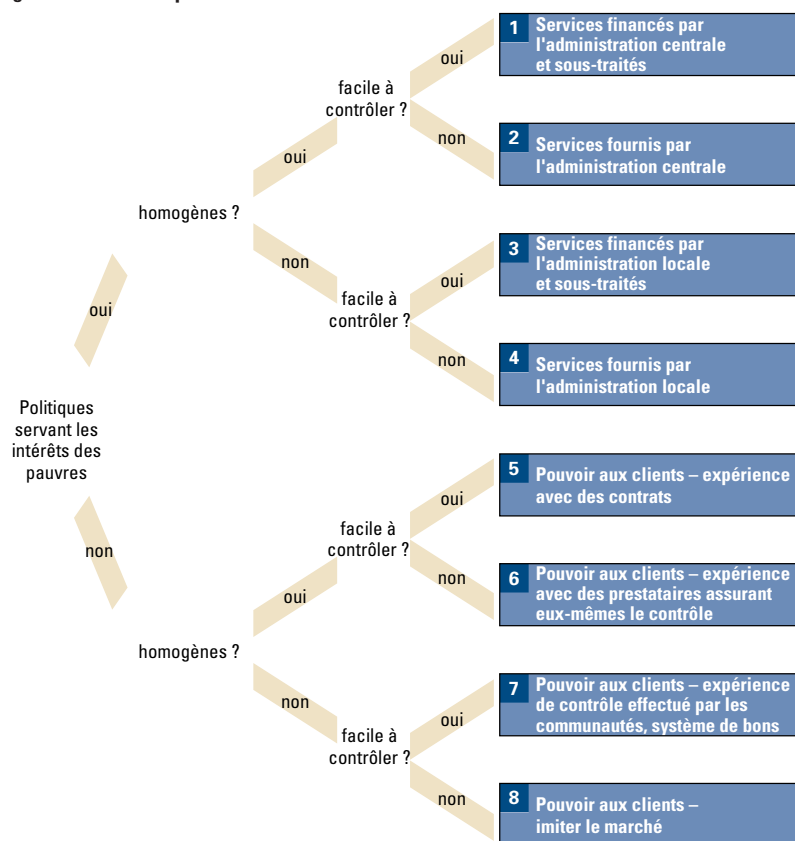 1 Services financés par
l'administration centrale
et sous-traités
oui
facile à
contrôler ?
non
2 Services fournis par
l'administration centrale
oui
homogènes ?
non
3 Services financés par
l'administration locale
et sous-traités
oui
facile à
contrôler ?
non
4 Services fournis par
l'administration locale
oui
Politiques
servant les
intérêts des
pauvres
non
5 Pouvoir aux clients – expérience
avec des contrats
oui
facile à
contrôler ?
non
6 Pouvoir aux clients – expérience
avec des prestataires assurant
eux-mêmes le contrôle
oui
homogènes ?
non
7 Pouvoir aux clients – expérience
de contrôle effectué par les
communautés, système de bons
oui
facile à
contrôler ?
non
8 Pouvoir aux clients –
imiter le marché